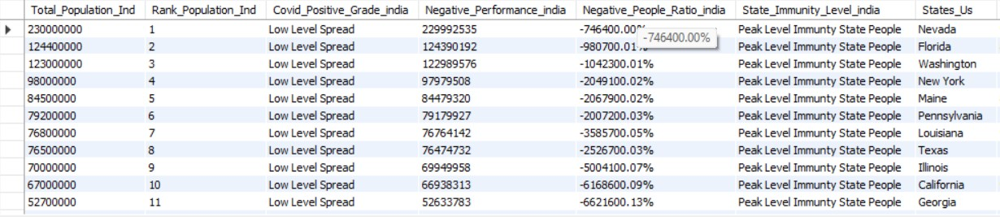 Total_Population_Ind Rank_Population_Ind Covid_Positive_Grade_india Negative_Performance_india Negative_People_Ratio_india State_Immunity_Level_india States_Us
230000000 1 Low Level Spread 229992535 -746400.00% Peak Level Immunty State People Nevada
-746400.00%
124400000 2 Low Level Spread 124390192 -980700.01% Peak Level Immunty State People Florida
123000000 3 Low Level Spread 122989576 -1042300.01% Peak Level Immunty State People Washington
98000000 4 Low Level Spread 97979508 -2049100.02% Peak Level Immunty State People New York
84500000 5 Low Level Spread 84479320 -2067900.02% Peak Level Immunty State People Maine
79200000 6 Low Level Spread 79179927 -2007200.03% Peak Level Immunty State People Pennsylvania
76800000 7 Low Level Spread 76764142 -3585700.05% Peak Level Immunty State People Louisiana
76500000 8 Low Level Spread 76474732 -2526700.03% Peak Level Immunty State People Texas
70000000 9 Low Level Spread 69949958 -5004100.07% Peak Level Immunty State People Illinois
67000000 10 Low Level Spread 66938313 -6168600.09% Peak Level Immunty State People California
52700000 11 Low Level Spread 52633783 -6621600.13% Peak Level Immunty State People Georgia